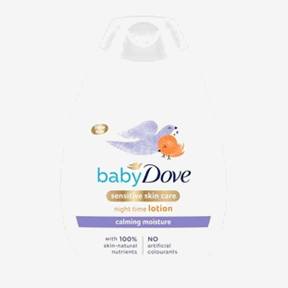 baby Dove
sensitive skin care
night time lotion
calming moisture
with 100%
skin-natural
nutrients
NO
artificial
colourants